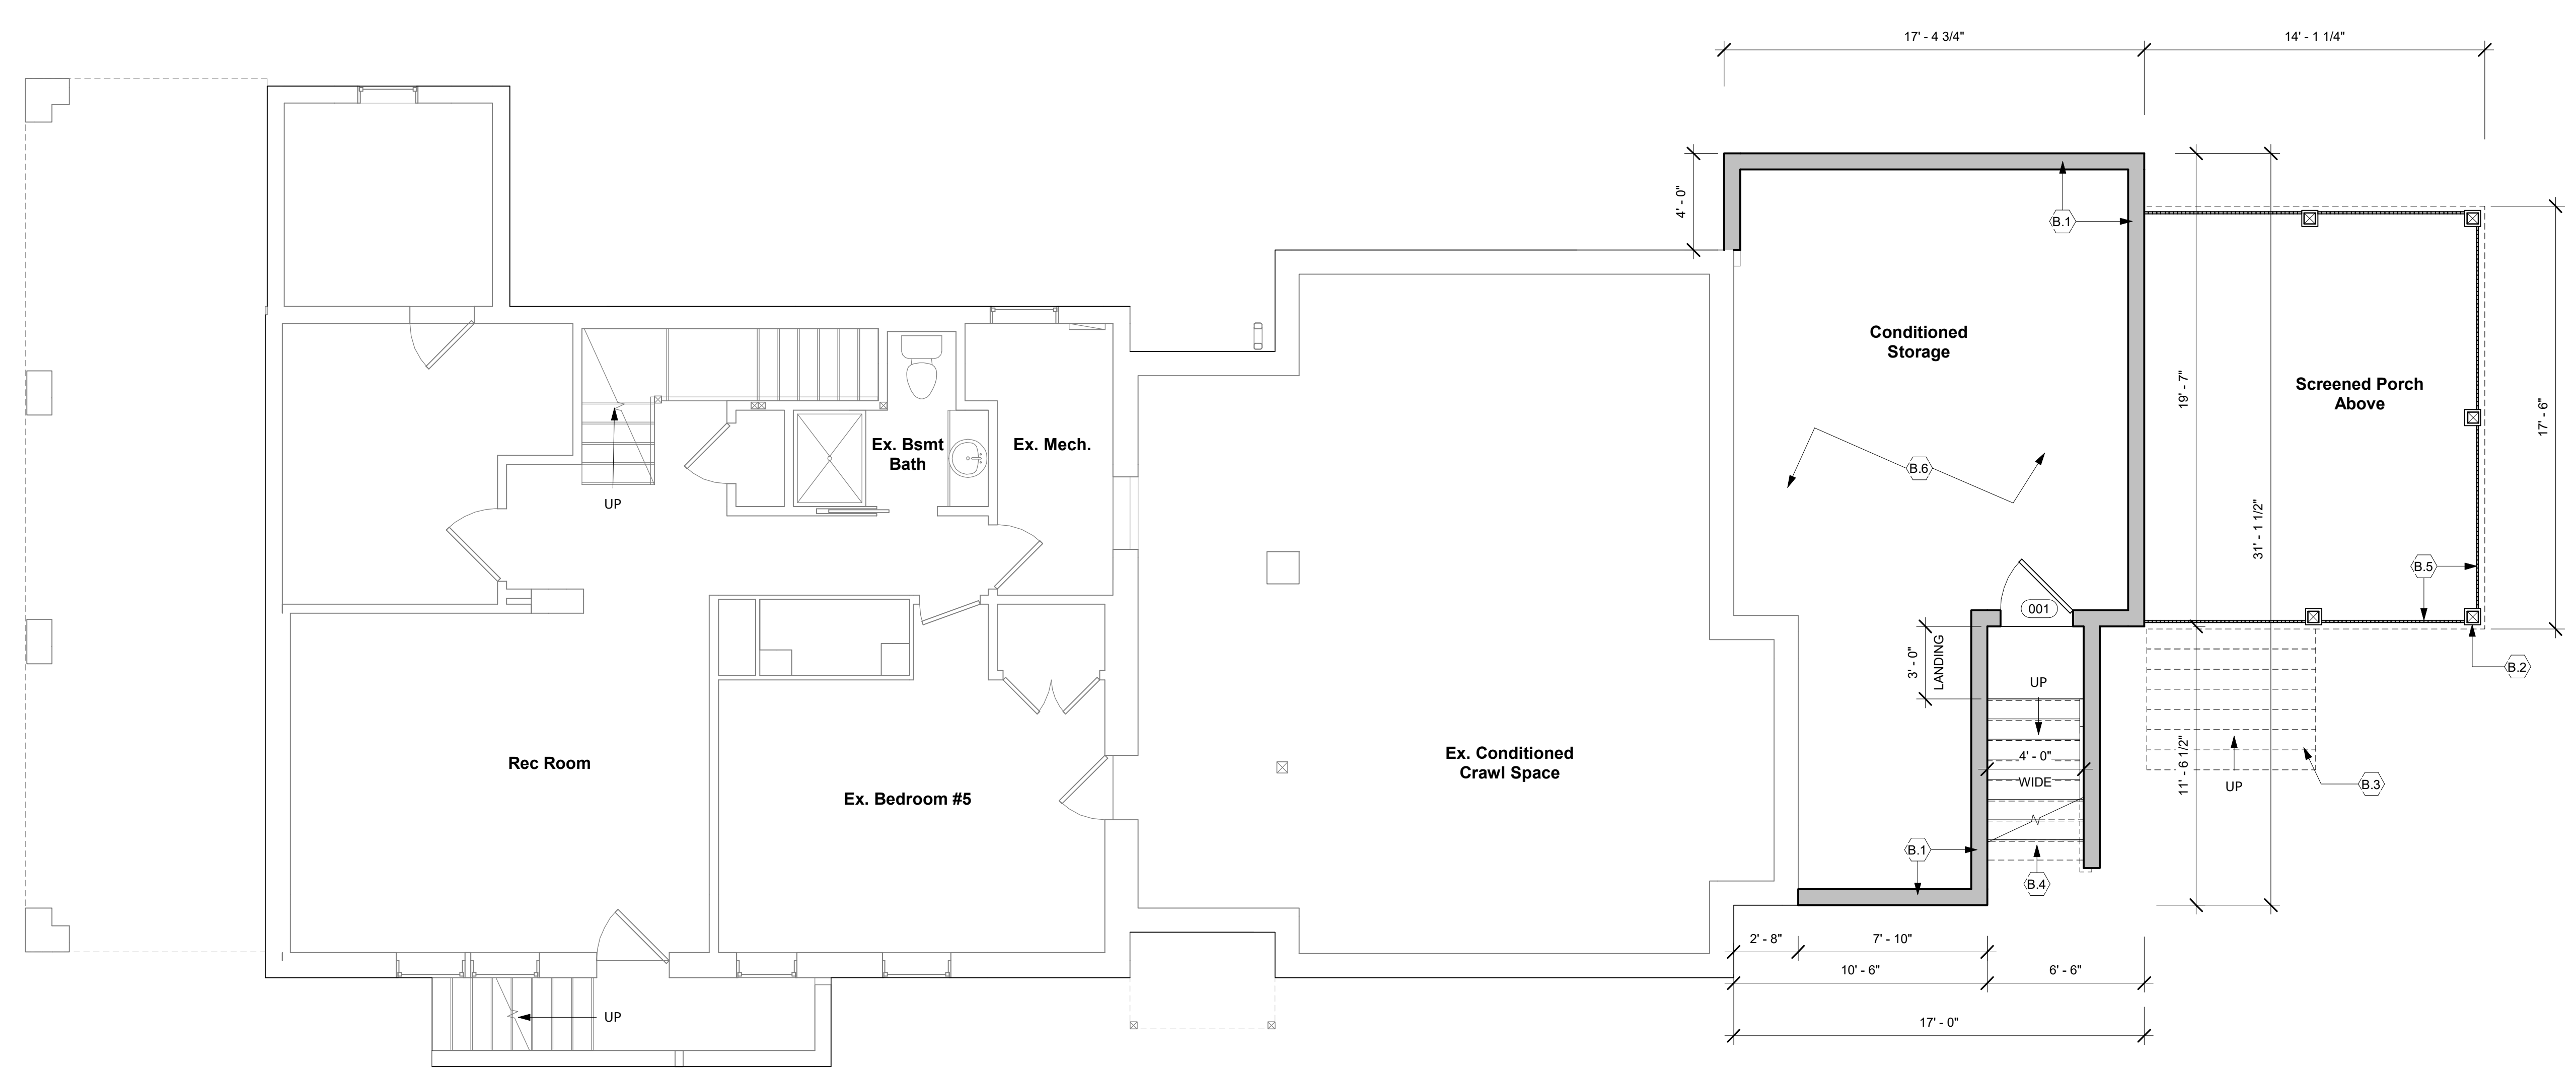 17' - 4 3/4"
14' - 1 1/4"
4' - 0"
B.1
Conditioned
Storage
19' - 7"
Screened Porch
Above
17' - 6"
Ex. Bsmt
Bath
Ex. Mech.
B.6
UP
31' - 1 1/2"
B.5
001
3' - 0"
LANDING
B.2
UP
Rec Room
Ex. Conditioned
Crawl Space
4' - 0"
WIDE
11' - 6 1/2"
UP
B.3
Ex. Bedroom #5
B.1
B.4
2' - 8"
7' - 10"
10' - 6"
6' - 6"
UP
17' - 0"